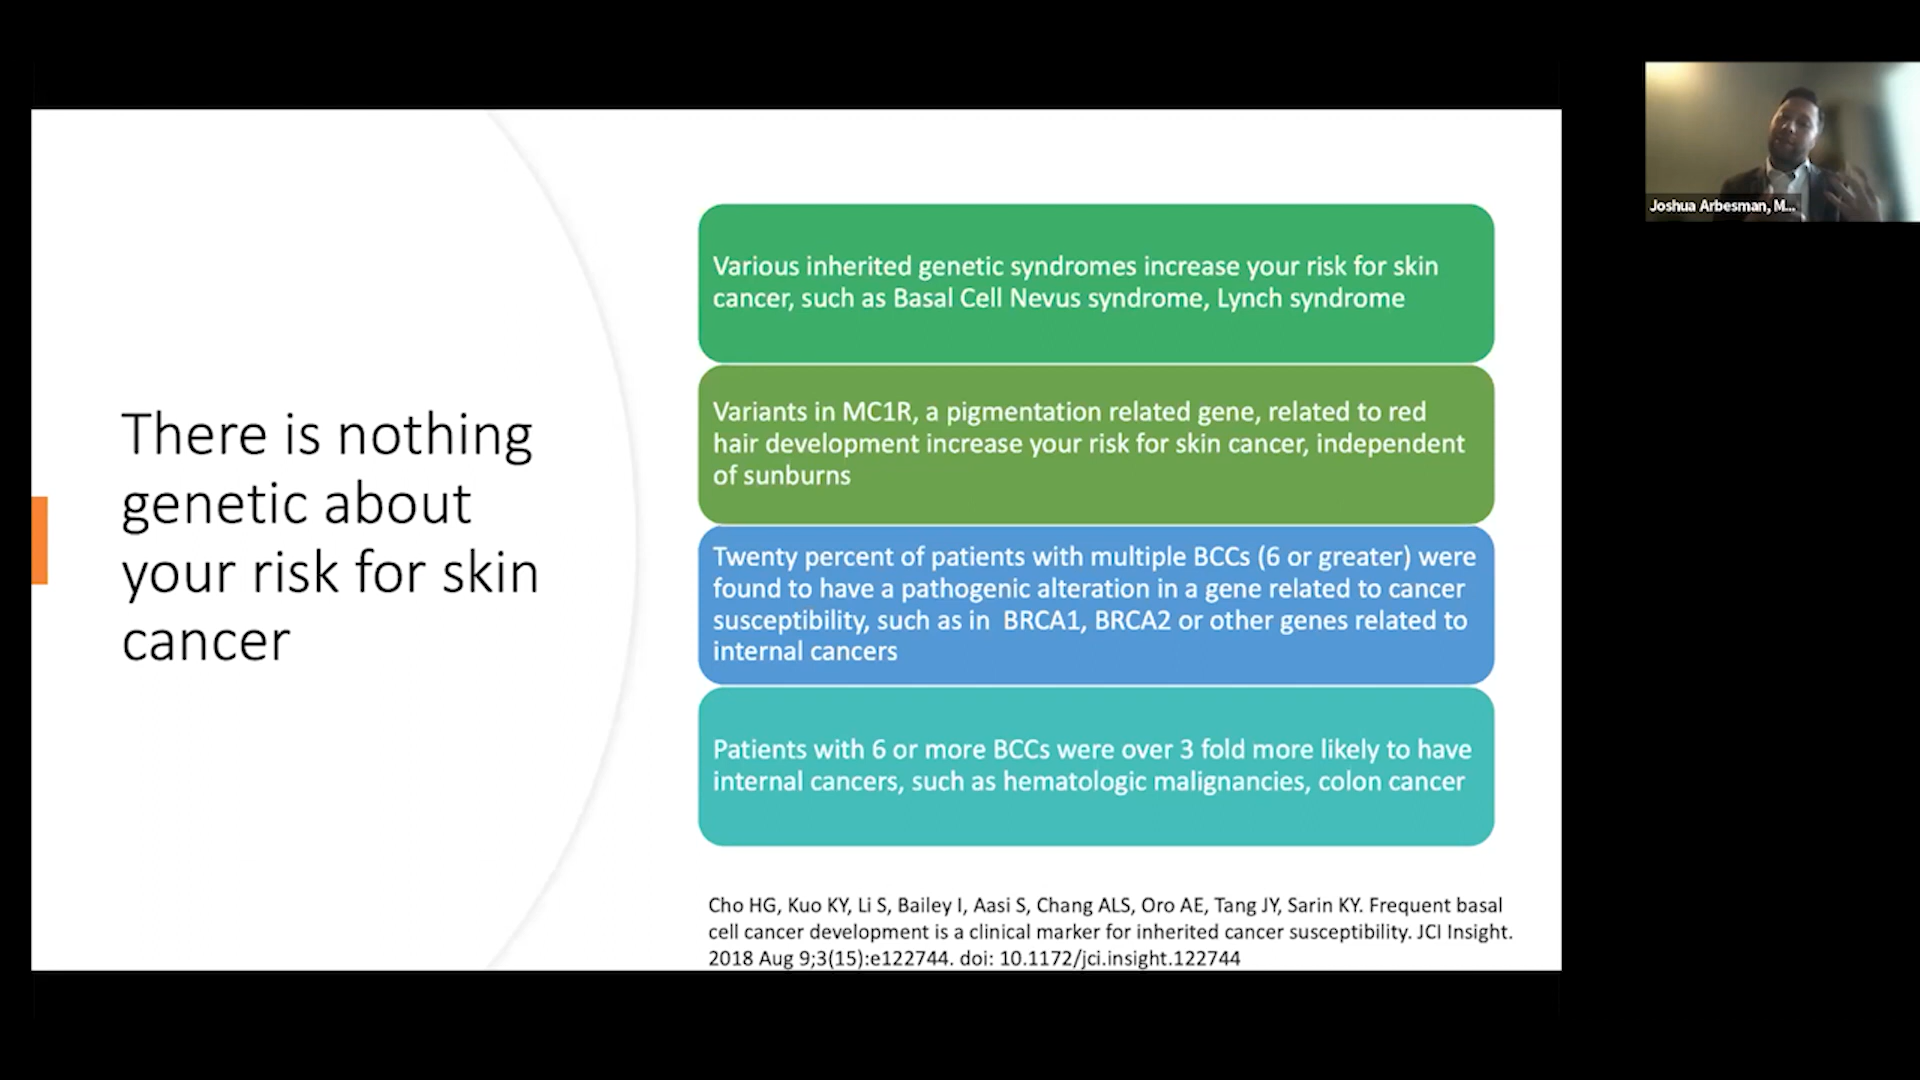 There is nothing
genetic about
your risk for skin
cancer
Various inherited genetic syndromes increase your risk for skin
cancer, such as Basal Cell Nevus syndrome, Lynch syndrome
Variants in MC1R, a pigmentation related gene, related to red
hair development increase your risk for skin cancer, independent
of sunburns
Twenty percent of patients with multiple BCCs (6 or greater) were
found to have a pathogenic alteration in a gene related to cancer
susceptibility, such as in BRCA1, BRCA2 or other genes related to
internal cancers
Patients with 6 or more BCCs were over 3 fold more likely to have
internal cancers, such as hematologic malignancies, colon cancer
Cho HG, Kuo KY, Li S, Bailey I, Aasi S, Chang ALS, Oro AE, Tang JY, Sarin KY. Frequent basal
cell cancer development is a clinical marker for inherited cancer susceptibility. JCI Insight.
2018 Aug 9;3(15):e122744. doi: 10.1172/jci.insight.122744
Joshua Arbesman, M...